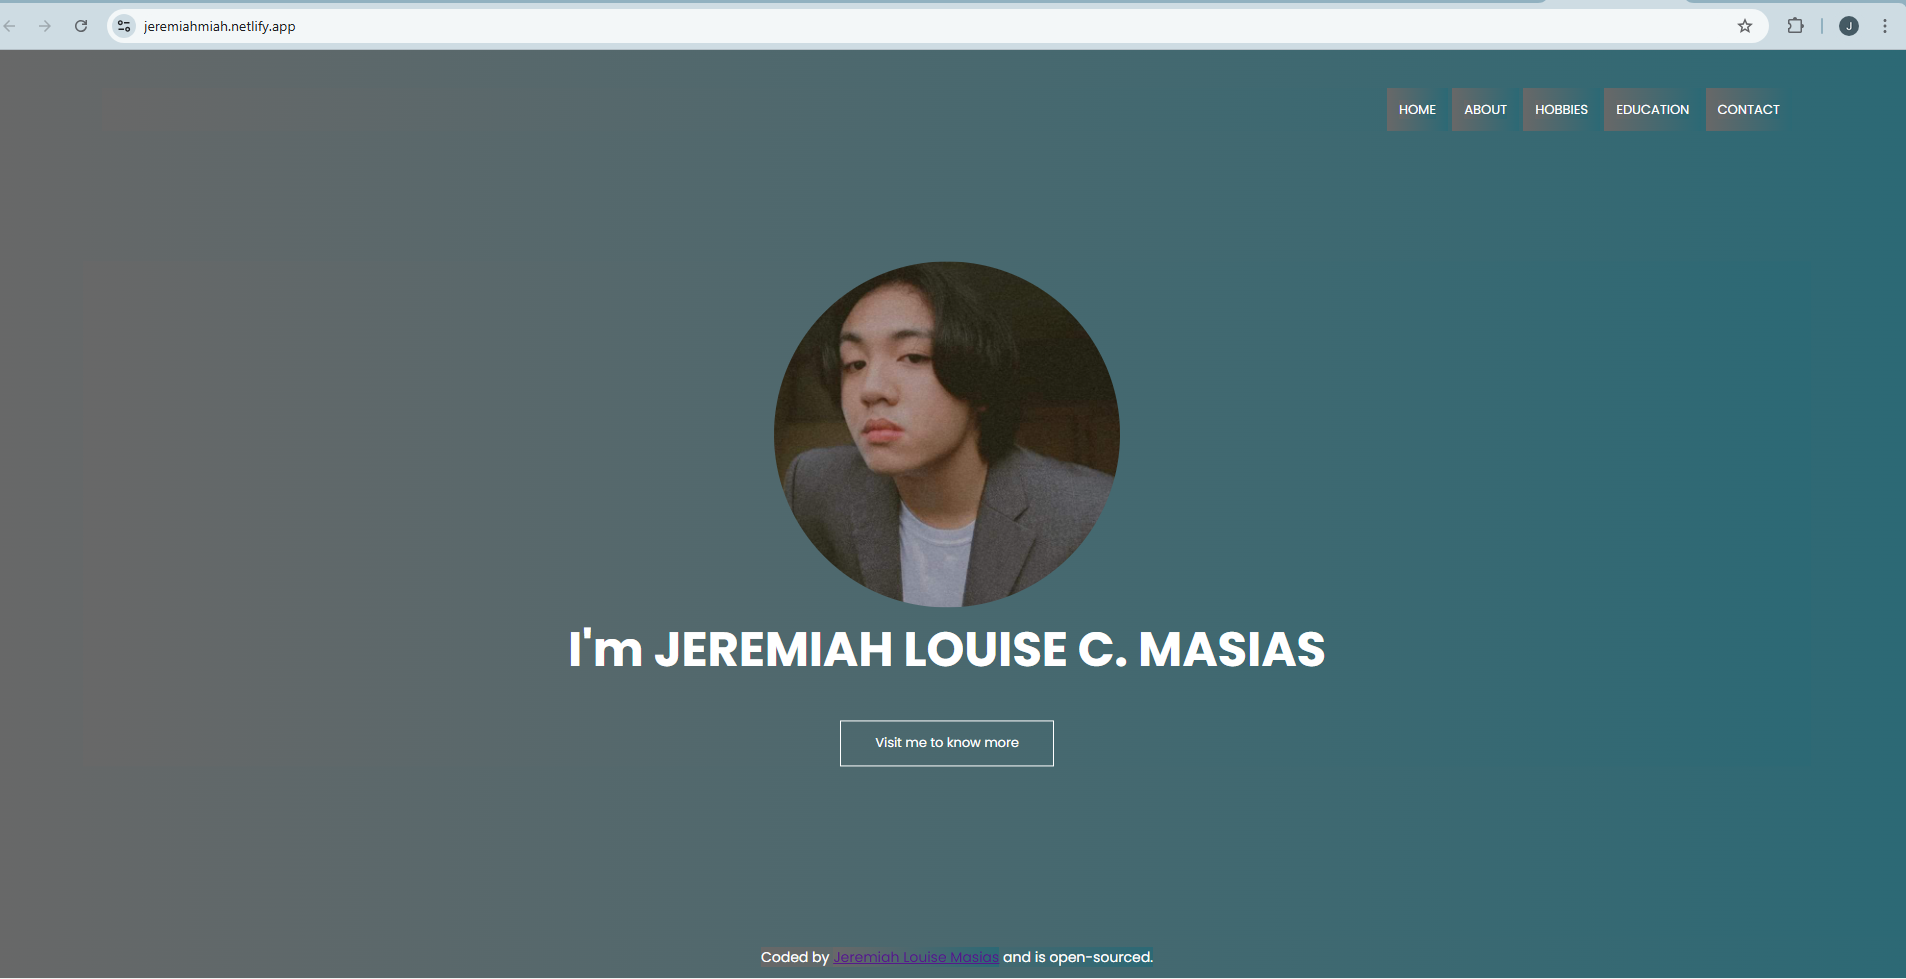 jeremiahmiah.netlify.app
J
HOME ABOUT HOBBIES EDUCATION CONTACT
I'm JEREMIAH LOUISE C. MASIAS
Visit me to know more
Coded by Jeremiah Louise Masias and is open-sourced.